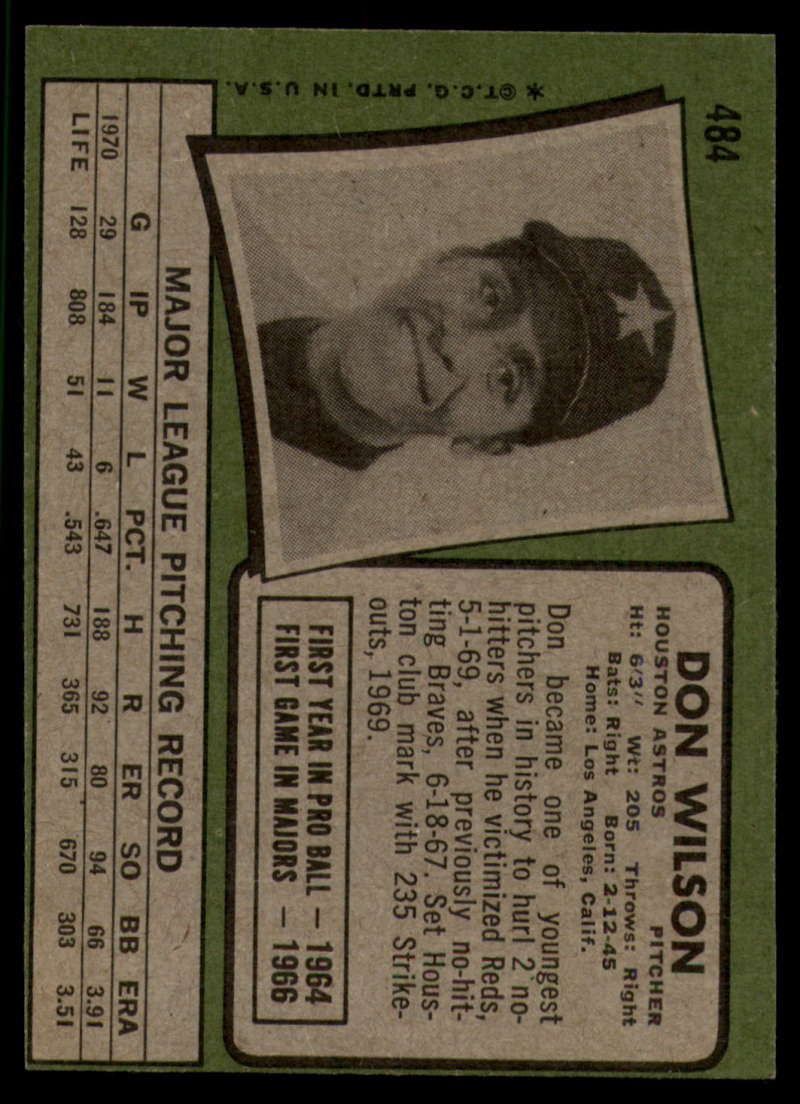 484
* ©T.C.G. PRTD. IN U.S.A.
DON WILSON
HOUSTON ASTROS PITCHER
Ht: 6'3" Wt: 205 Throws: Right
Bats: Right Born: 2-12-45
Home: Los Angeles, Calif.
Don became one of youngest
pitchers in history to hurl 2 no-
hitters when he victimized Reds,
5-1-69, after previously no-hit-
ting Braves, 6-18-67. Set Hous-
ton club mark with 235 Strike-
outs, 1969.
FIRST YEAR IN PRO BALL — 1964
FIRST GAME IN MAJORS — 1966
MAJOR LEAGUE PITCHING RECORD
G IP W L PCT. H R ER SO BB ERA
1970 29 184 11 6 .647 188 92 80 94 66 3.91
LIFE 128 808 51 43 .543 731 365 315 670 303 3.51